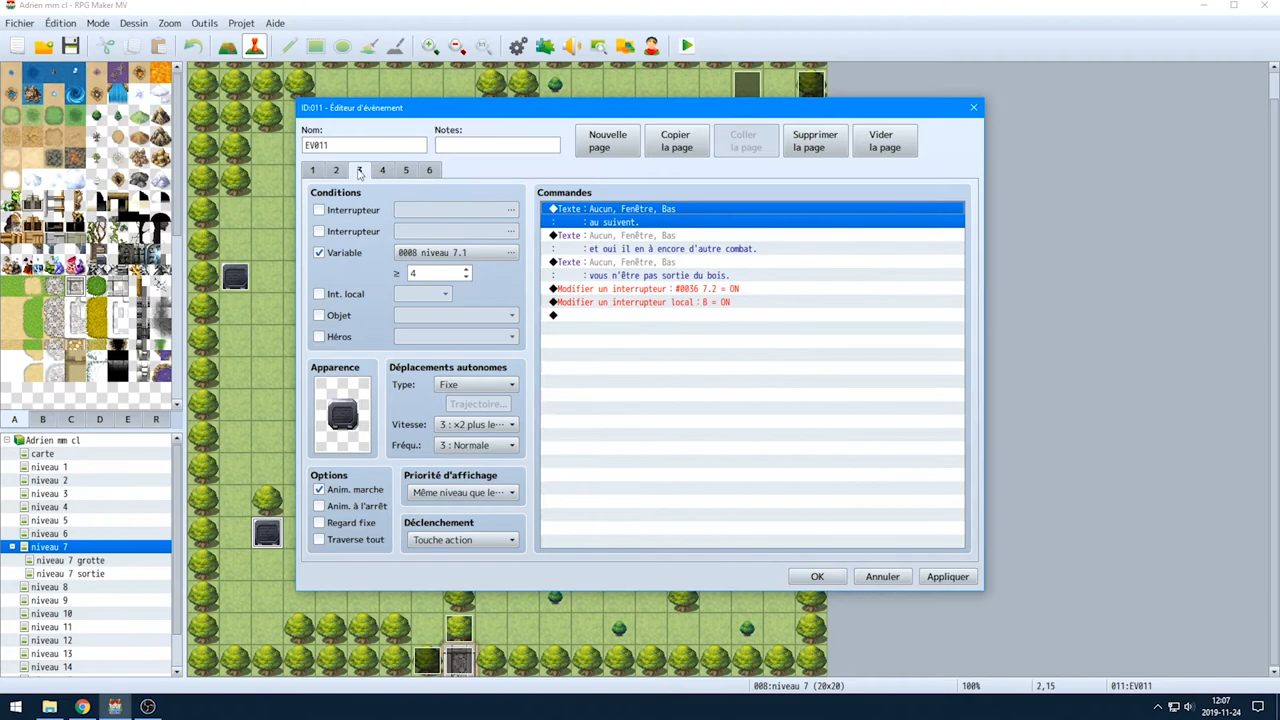 Adrien mm cl - RPG Maker MV
Fichier Édition Mode Dessin Zoom Outils Projet Aide
ID:011 - Éditeur d'évènement
Nom: Notes:
EV011
Nouvelle page
Copier la page
Coller la page
Supprimer la page
Vider la page
1 2 3 4 5 6
Conditions
Interrupteur ...
Interrupteur ...
Variable 0008 niveau 7.1 ...
≥ 4
Int. local
Objet
Héros
Apparence
Déplacements autonomes
Type: Fixe
Trajectoire...
Vitesse: 3 : ×2 plus le...
Fréqu.: 3 : Normale
Options
Anim. marche
Anim. à l'arrêt
Regard fixe
Traverse tout
Priorité d'affichage
Même niveau que le...
Déclenchement
Touche action
Commandes
◆Texte : Aucun, Fenêtre, Bas
: : au suivent.
◆Texte : Aucun, Fenêtre, Bas
: : et oui il en à encore d'autre combat.
◆Texte : Aucun, Fenêtre, Bas
: : vous n'être pas sortie du bois.
◆Modifier un interrupteur : #0036 7.2 = ON
◆Modifier un interrupteur local : B = ON
◆
OK Annuler Appliquer
A B C D E R
Adrien mm cl
carte
niveau 1
niveau 2
niveau 3
niveau 4
niveau 5
niveau 6
niveau 7
niveau 7 grotte
niveau 7 sortie
niveau 8
niveau 9
niveau 10
niveau 11
niveau 12
niveau 13
niveau 14
008:niveau 7 (20x20) 100% 2,15 011:EV011
12:07
2019-11-24